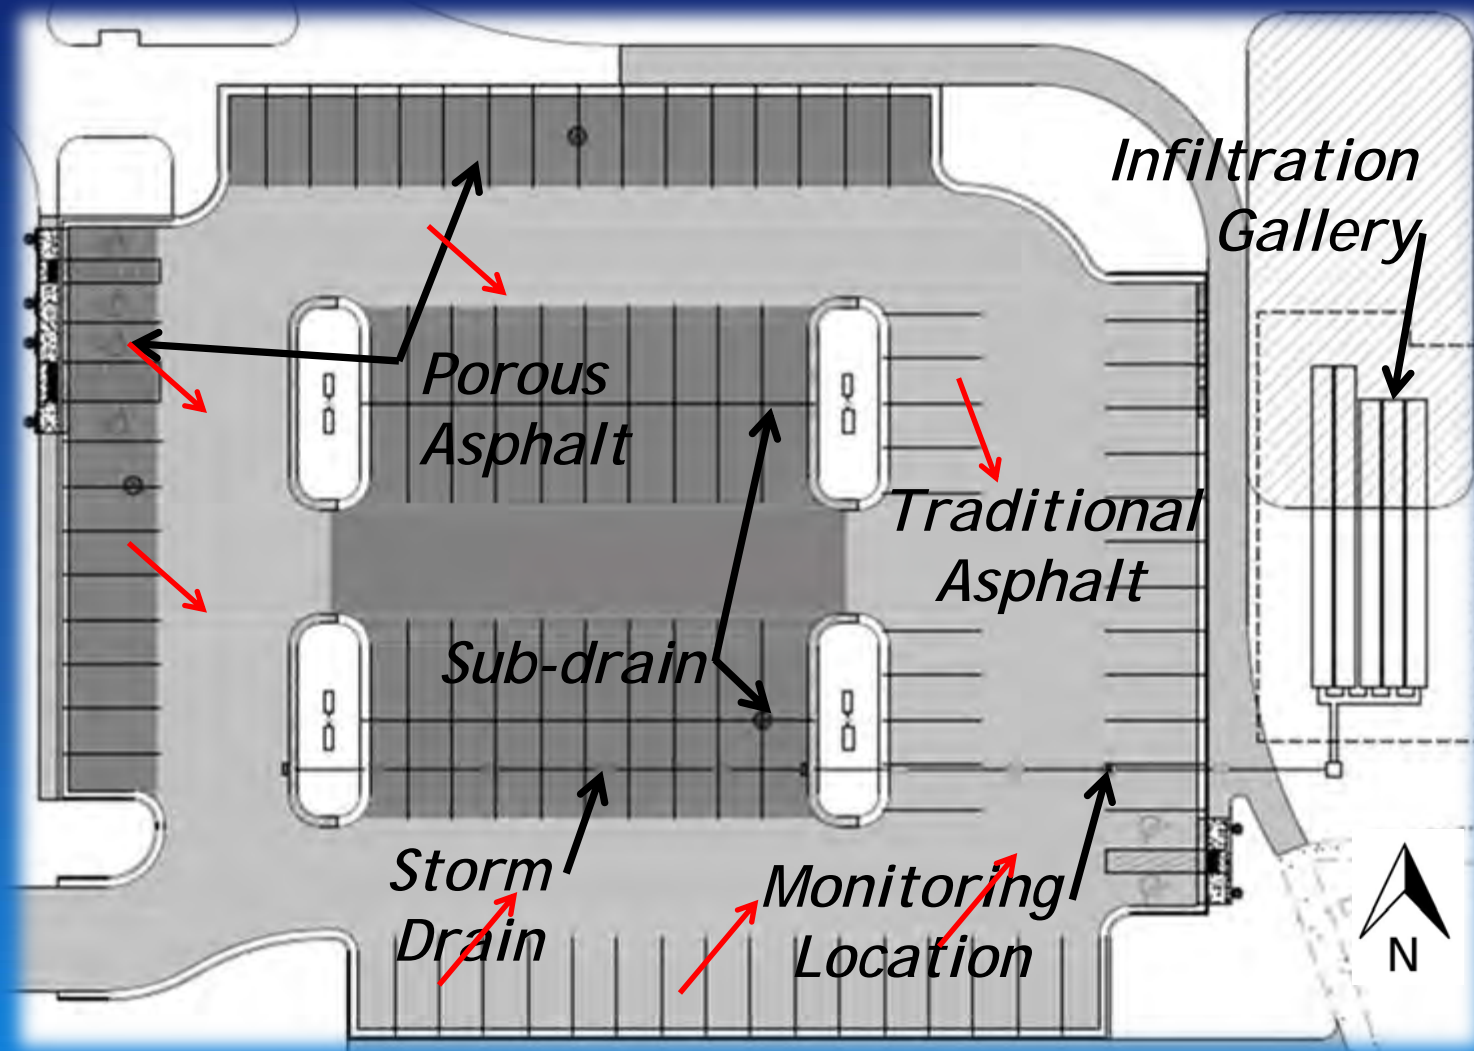 Infiltration
Gallery
Porous
Asphalt
Traditional
Asphalt
Sub-drain
Storm
Drain
Monitoring
Location
N